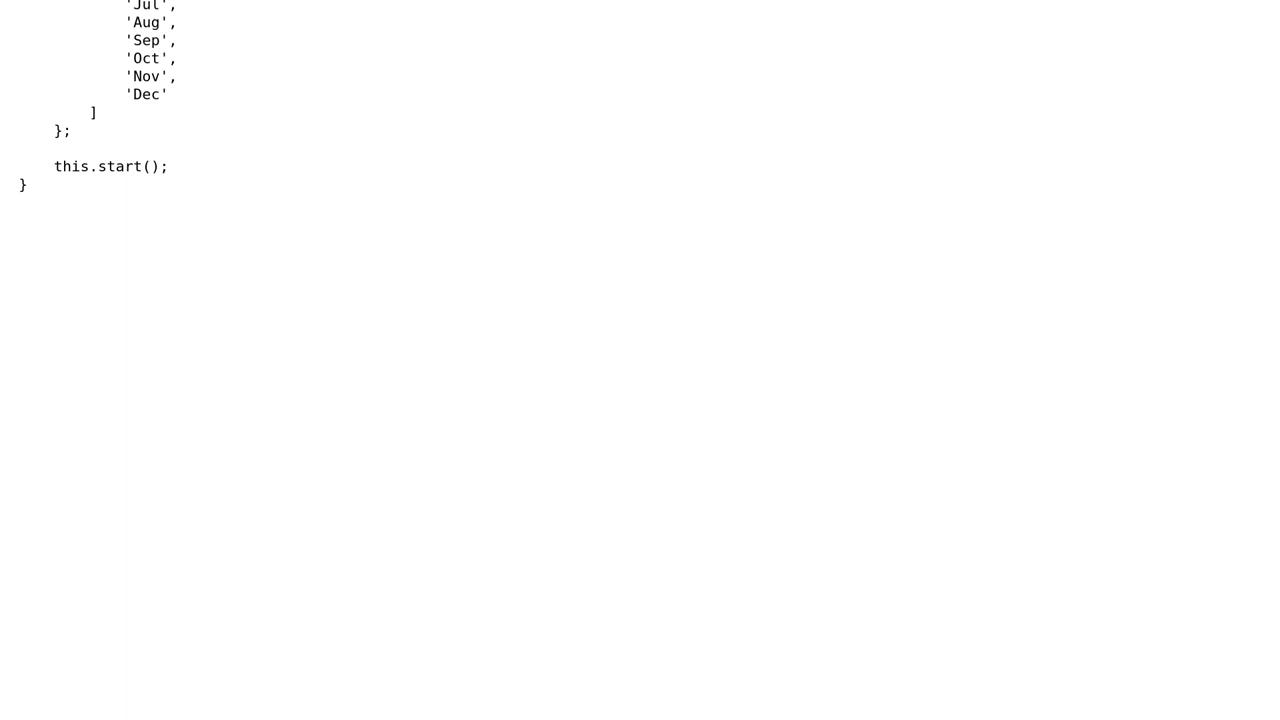 'Jul',
'Aug',
'Sep',
'Oct',
'Nov',
'Dec'
]
};
this.start();
}